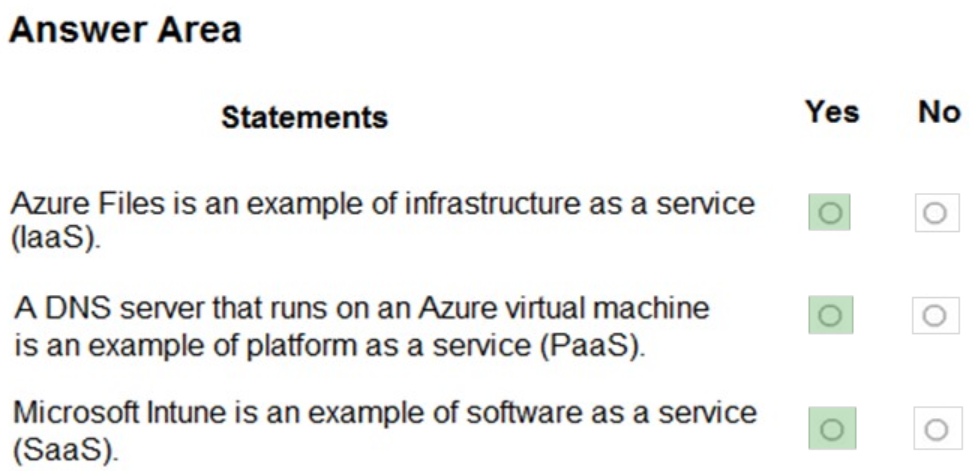 Answer Area
Statements Yes No
Azure Files is an example of infrastructure as a service
(IaaS).
A DNS server that runs on an Azure virtual machine
is an example of platform as a service (PaaS).
Microsoft Intune is an example of software as a service
(SaaS).